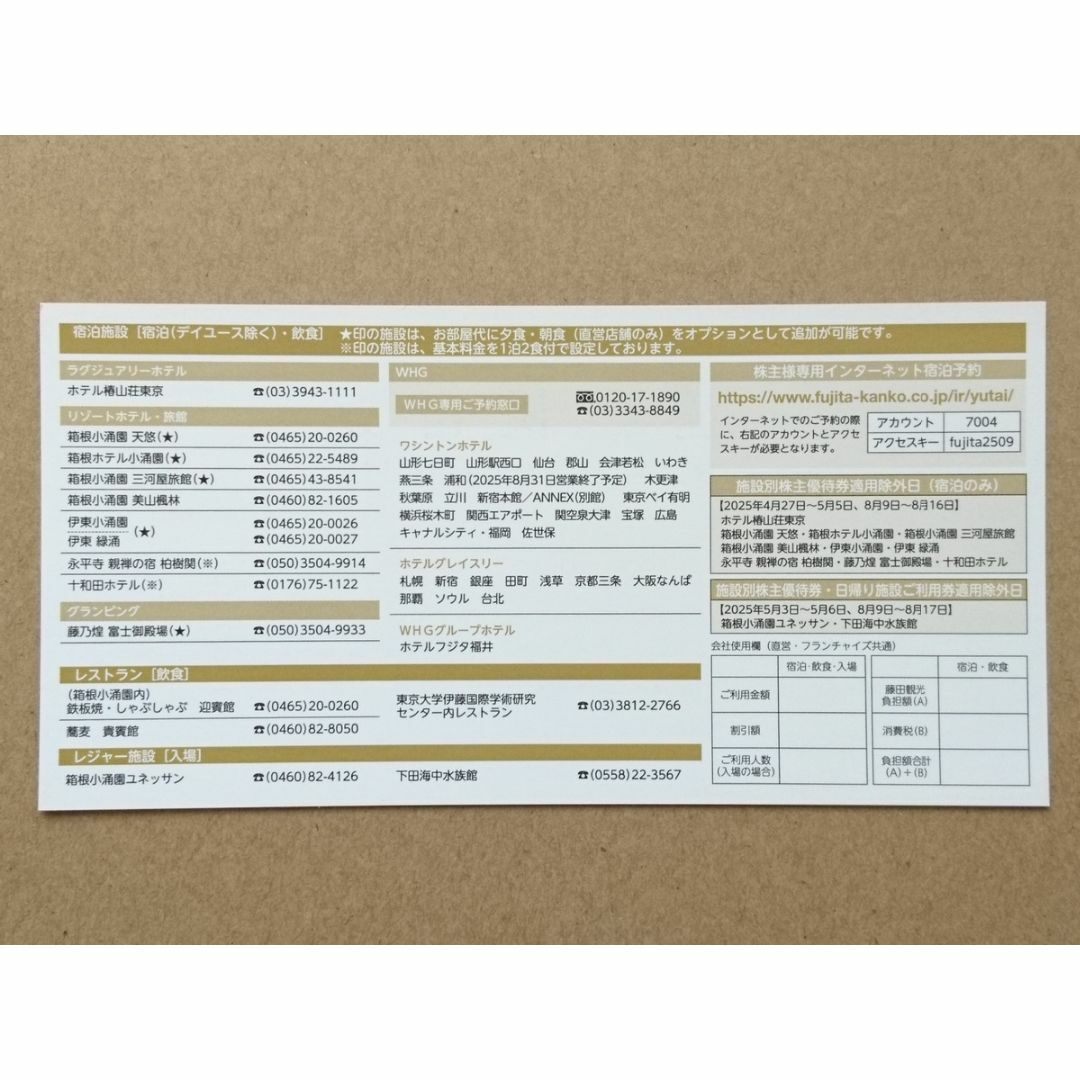 宿泊施設［宿泊（デイユース除く）・飲食］ ★印の施設は、お部屋代に夕食・朝食（直営店舗のみ）をオプションとして追加が可能です。
※印の施設は、基本料金を1泊2食付で設定しております。
ラグジュアリーホテル
ホテル椿山荘東京 ☎(03)3943-1111
リゾートホテル・旅館
箱根小涌園 天悠(★) ☎(0465)20-0260
箱根ホテル小涌園(★) ☎(0465)22-5489
箱根小涌園 三河屋旅館(★) ☎(0465)43-8541
箱根小涌園 美山楓林 ☎(0460)82-1605
伊東小涌園 ☎(0465)20-0026
(★)
伊東 緑涌 ☎(0465)20-0027
永平寺 親禅の宿 柏樹関(※) ☎(050)3504-9914
十和田ホテル(※) ☎(0176)75-1122
グランピング
藤乃煌 富士御殿場(★) ☎(050)3504-9933
WHG
WHG専用ご予約窓口
0120-17-1890
☎(03)3343-8849
ワシントンホテル
山形七日町 山形駅西口 仙台 郡山 会津若松 いわき
燕三条 浦和(2025年8月31日営業終了予定) 木更津
秋葉原 立川 新宿本館／ANNEX(別館) 東京ベイ有明
横浜桜木町 関西エアポート 関空泉大津 宝塚 広島
キャナルシティ・福岡 佐世保
ホテルグレイスリー
札幌 新宿 銀座 田町 浅草 京都三条 大阪なんば
那覇 ソウル 台北
WHGグループホテル
ホテルフジタ福井
レストラン［飲食］
(箱根小涌園内)
鉄板焼・しゃぶしゃぶ 迎賓館 ☎(0465)20-0260
蕎麦 貴賓館 ☎(0460)82-8050
東京大学伊藤国際学術研究
センター内レストラン ☎(03)3812-2766
レジャー施設［入場］
箱根小涌園ユネッサン ☎(0460)82-4126
下田海中水族館 ☎(0558)22-3567
株主様専用インターネット宿泊予約
https://www.fujita-kanko.co.jp/ir/yutai/
インターネットでのご予約の際
に、右記のアカウントとアクセ
スキーが必要となります。
アカウント 7004
アクセスキー fujita2509
施設別株主優待券適用除外日（宿泊のみ）
【2025年4月27日〜5月5日、8月9日〜8月16日】
ホテル椿山荘東京
箱根小涌園 天悠・箱根ホテル小涌園・箱根小涌園 三河屋旅館
箱根小涌園 美山楓林・伊東小涌園・伊東 緑涌
永平寺 親禅の宿 柏樹関・藤乃煌 富士御殿場・十和田ホテル
施設別株主優待券・日帰り施設ご利用券適用除外日
【2025年5月3日〜5月6日、8月9日〜8月17日】
箱根小涌園ユネッサン・下田海中水族館
会社使用欄（直営・フランチャイズ共通）
宿泊・飲食・入場
ご利用金額
割引額
ご利用人数
(入場の場合)
宿泊・飲食
藤田観光
負担額(A)
消費税(B)
負担額合計
(A)＋(B)